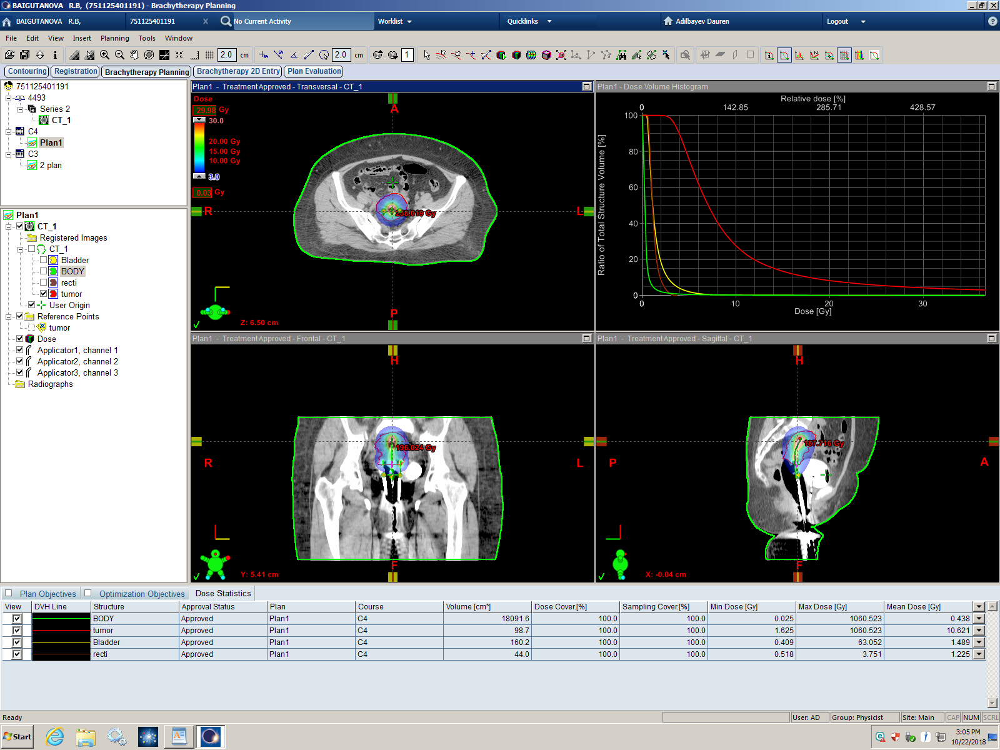 BAIGUTANOVA R.B, (751125401191) - Brachytherapy Planning
BAIGUTANOVA R.B, 751125401191 X No Current Activity Worklist Quicklinks Adilbayev Dauren Logout
File Edit View Insert Planning Tools Window
2.0 cm 2.0 cm 1
Contouring Registration Brachytherapy Planning Brachytherapy 2D Entry Plan Evaluation
751125401191
4493
Series 2
CT_1
C4
Plan1
C3
2 plan
Plan1
CT_1
Registered Images
CT_1
Bladder
BODY
recti
tumor
User Origin
Reference Points
tumor
Dose
Applicator1, channel 1
Applicator2, channel 2
Applicator3, channel 3
Radiographs
Plan1 - TreatmentApproved - Transversal - CT_1
Dose
29.98 Gy
30.0
20.00 Gy
15.00 Gy
10.00 Gy
3.0
0.03 Gy
A
R
L
P
258.019 Gy
Z: 6.50 cm
Plan1 - Dose Volume Histogram
Relative dose [%]
0 142.85 285.71 428.57
Ratio of Total Structure Volume [%]
100
80
60
40
20
0
0 10 20 30
Dose [Gy]
Plan1 - TreatmentApproved - Frontal - CT_1
H
R
L
F
196.024 Gy
Y: 5.41 cm
Plan1 - TreatmentApproved - Sagittal - CT_1
H
P
A
F
187.716 Gy
X: -0.04 cm
Plan Objectives Optimization Objectives Dose Statistics
View DVH Line Structure Approval Status Plan Course Volume [cm³] Dose Cover.[%] Sampling Cover.[%] Min Dose [Gy] Max Dose [Gy] Mean Dose [Gy]
BODY Approved Plan1 C4 18091.6 100.0 100.0 0.025 1060.523 0.438
tumor Approved Plan1 C4 98.7 100.0 100.0 1.625 1060.523 10.621
Bladder Approved Plan1 C4 160.2 100.0 100.0 0.409 63.052 1.489
recti Approved Plan1 C4 44.0 100.0 100.0 0.518 3.751 1.225
Ready User: AD Group: Physicist Site: Main CAP NUM SCRL
Start
3:05 PM
10/22/2018